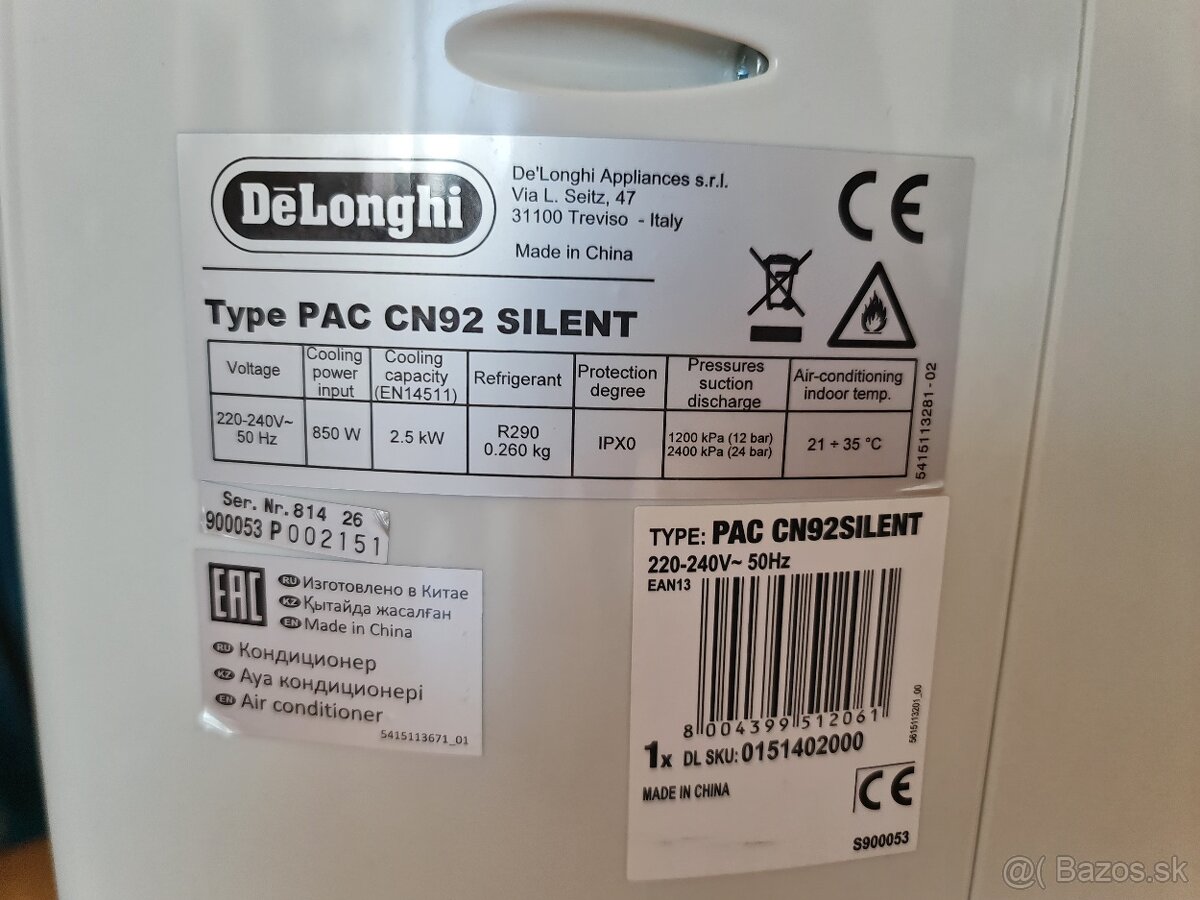 DeLonghi
De'Longhi Appliances s.r.l.
Via L. Seitz, 47
31100 Treviso - Italy
Made in China
CE
Type PAC CN92 SILENT
Voltage
Cooling power input
Cooling capacity (EN14511)
Refrigerant
Protection degree
Pressures suction discharge
Air-conditioning indoor temp.
220-240V~ 50 Hz
850 W
2.5 kW
R290 0.260 kg
IPX0
1200 kPa (12 bar)
2400 kPa (24 bar)
21 ÷ 35 °C
5415113281 - 02
Ser. Nr. 814 26
900053 P 002151
EAC
RU Изготовлено в Китае
KZ Қытайда жасалған
EN Made in China
RU Кондиционер
KZ Ауа кондиционері
EN Air conditioner
5415113671_01
TYPE: PAC CN92SILENT
220-240V~ 50Hz
EAN13
8 004399 512061
5615113201_00
1x DL SKU: 0151402000
MADE IN CHINA
CE
S900053
@( Bazos.sk